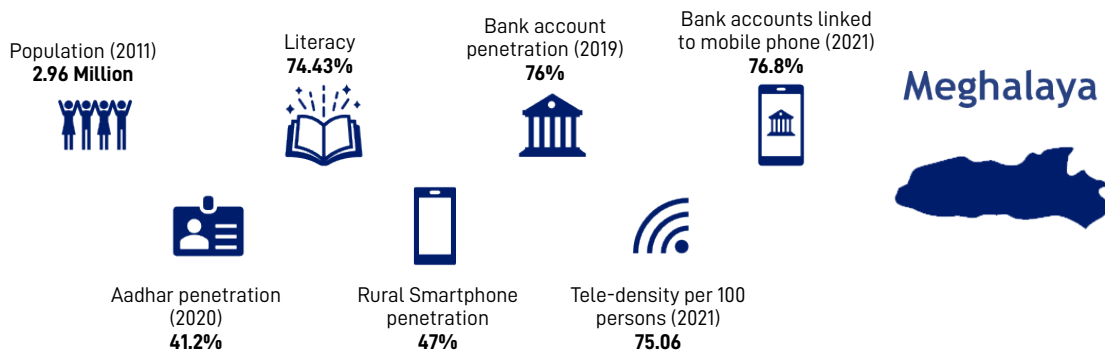 Population (2011)
2.96 Million
Literacy
74.43%
Bank account
penetration (2019)
76%
Bank accounts linked
to mobile phone (2021)
76.8%
Meghalaya
Aadhar penetration
(2020)
41.2%
Rural Smartphone
penetration
47%
Tele-density per 100
persons (2021)
75.06